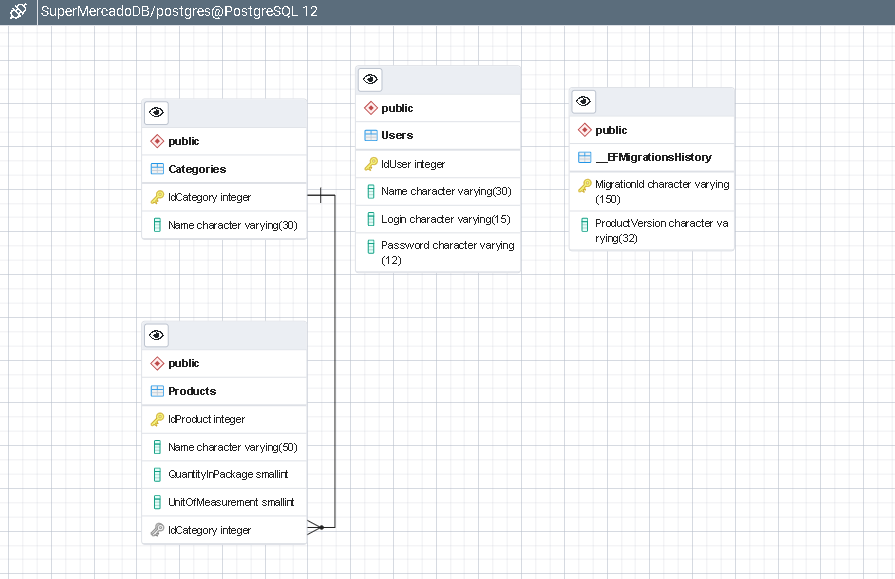 SuperMercadoDB/postgres@PostgreSQL 12
public
Categories
IdCategory integer
Name character varying(30)
public
Users
IdUser integer
Name character varying(30)
Login character varying(15)
Password character varying
(12)
public
__EFMigrationsHistory
MigrationId character varying
(150)
ProductVersion character va
rying(32)
public
Products
IdProduct integer
Name character varying(50)
QuantityInPackage smallint
UnitOfMeasurement smallint
IdCategory integer